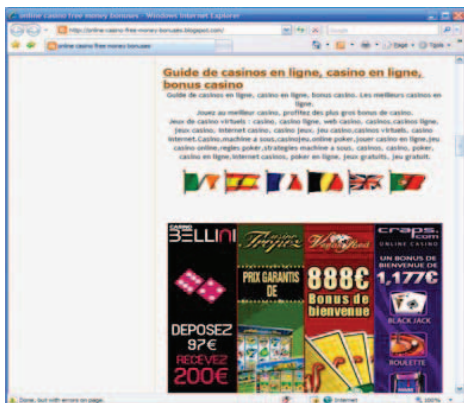 online casino free money bonuses - Windows Internet Explorer
http://online-casino-free-money-bonuses.blogspot.com/
Google
online casino free money bonuses
Page
Guide de casinos en ligne, casino en ligne,
bonus casino
Guide de casinos en ligne, casino en ligne, bonus casino. Les meilleurs casinos en
ligne.
Jouez au meilleur casino, profitez des plus gros bonus de casino.
Jeux de casino virtuels : casino, casino ligne, web casino, casinos,casinos ligne,
jeux casino, internet casino, casino jeux, jeu casino,casinos virtuels, casino
internet,Casino,machine a sous,casinojeu,online poker,jouer casino en-ligne,jeu
casino online,regles poker,strategies machine a sous, casinos, casino, poker,
casino en ligne,internet casinos, poker en ligne, jeux gratuits, jeu gratuit.
CASINO
BELLINI
DEPOSEZ
97€
RECEVEZ
200€
casino
Tropez
PRIX GARANTIS
DE
Vegas Red
888€
Bonus de
bienvenue
craps.
com
ONLINE CASINO
UN BONUS DE
BIENVENUE DE
1,177€
BLACK JACK
ROULETTE
Done, but with errors on page.
Internet
100%